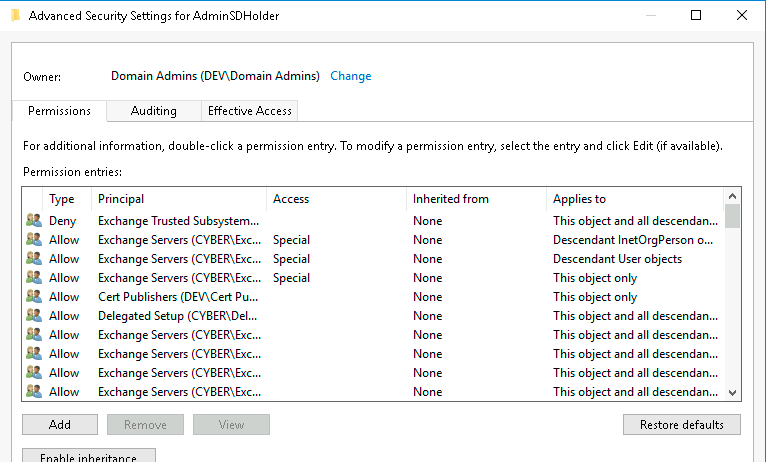 Advanced Security Settings for AdminSDHolder
Owner: Domain Admins (DEV\Domain Admins) Change
Permissions Auditing Effective Access
For additional information, double-click a permission entry. To modify a permission entry, select the entry and click Edit (if available).
Permission entries:
Type Principal Access Inherited from Applies to
Deny Exchange Trusted Subsystem... None This object and all descendan...
Allow Exchange Servers (CYBER\Exc... Special None Descendant InetOrgPerson o...
Allow Exchange Servers (CYBER\Exc... Special None Descendant User objects
Allow Exchange Servers (CYBER\Exc... Special None This object only
Allow Cert Publishers (DEV\Cert Pu... None This object only
Allow Delegated Setup (CYBER\Del... None This object and all descendan...
Allow Exchange Servers (CYBER\Exc... None This object and all descendan...
Allow Exchange Servers (CYBER\Exc... None This object and all descendan...
Allow Exchange Servers (CYBER\Exc... None This object and all descendan...
Allow Exchange Servers (CYBER\Exc... None This object and all descendan...
Add Remove View Restore defaults
Enable inheritance